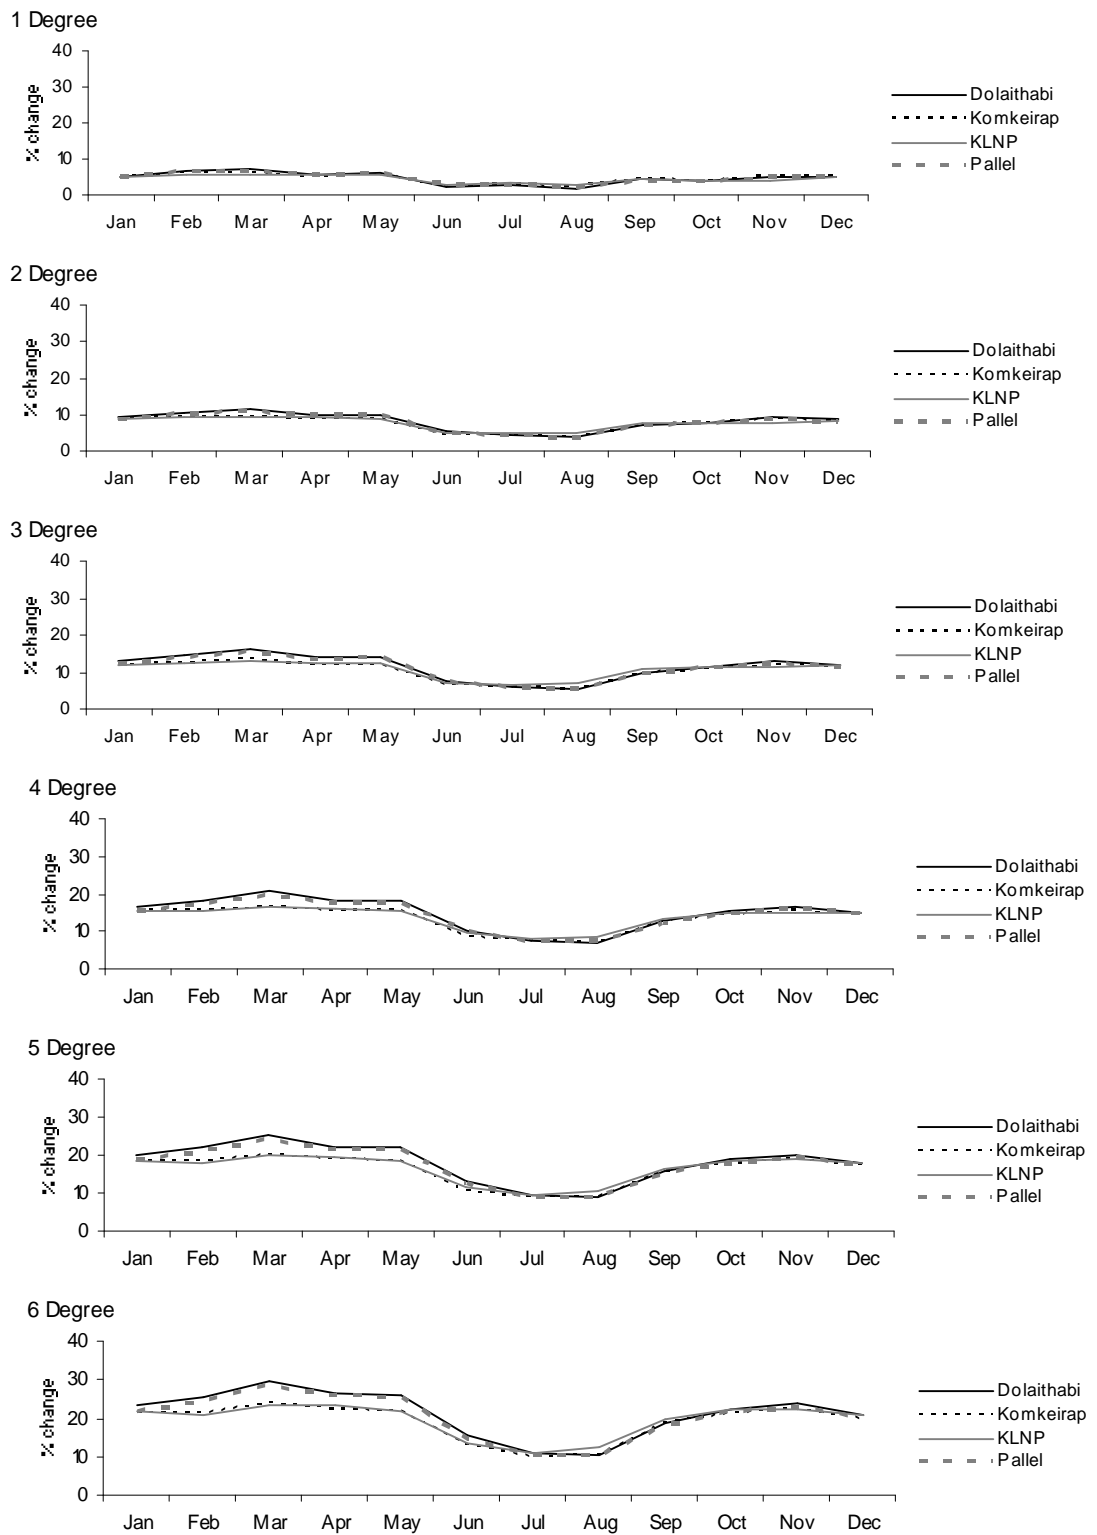 1 Degree
40
30
20
10
0
% change
Jan Feb Mar Apr May Jun Jul Aug Sep Oct Nov Dec
Dolaithabi
Komkeirap
KLNP
Pallel
2 Degree
40
30
20
10
0
% change
Jan Feb Mar Apr May Jun Jul Aug Sep Oct Nov Dec
Dolaithabi
Komkeirap
KLNP
Pallel
3 Degree
40
30
20
10
0
% change
Jan Feb Mar Apr May Jun Jul Aug Sep Oct Nov Dec
Dolaithabi
Komkeirap
KLNP
Pallel
4 Degree
40
30
20
10
0
% change
Jan Feb Mar Apr May Jun Jul Aug Sep Oct Nov Dec
Dolaithabi
Komkeirap
KLNP
Pallel
5 Degree
40
30
20
10
0
% change
Jan Feb Mar Apr May Jun Jul Aug Sep Oct Nov Dec
Dolaithabi
Komkeirap
KLNP
Pallel
6 Degree
40
30
20
10
0
% change
Jan Feb Mar Apr May Jun Jul Aug Sep Oct Nov Dec
Dolaithabi
Komkeirap
KLNP
Pallel